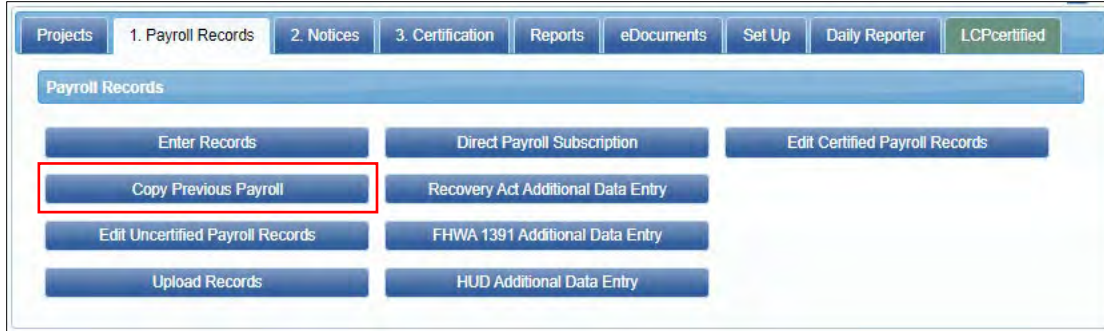 Projects 1. Payroll Records 2. Notices 3. Certification Reports eDocuments Set Up Daily Reporter LCPcertified
Payroll Records
Enter Records Direct Payroll Subscription Edit Certified Payroll Records
Copy Previous Payroll Recovery Act Additional Data Entry
Edit Uncertified Payroll Records FHWA 1391 Additional Data Entry
Upload Records HUD Additional Data Entry